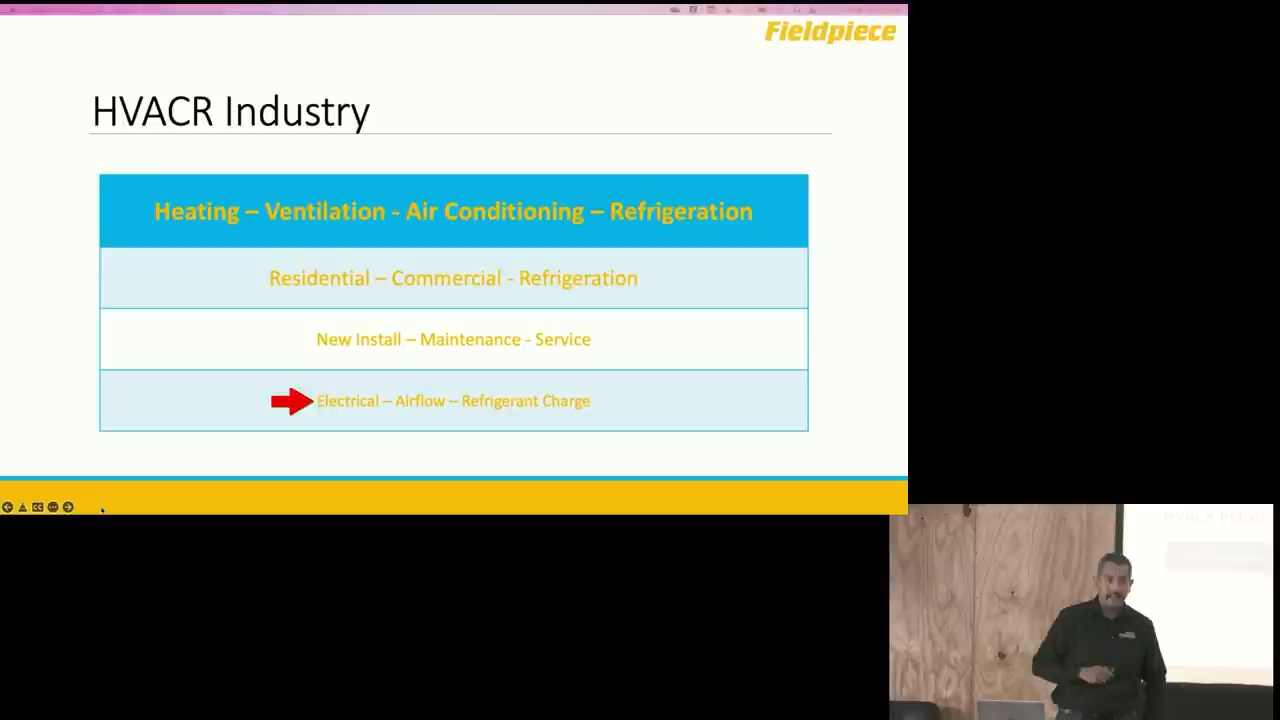 Fieldpiece
HVACR Industry
Heating – Ventilation - Air Conditioning – Refrigeration
Residential – Commercial - Refrigeration
New Install – Maintenance - Service
Electrical – Airflow – Refrigerant Charge